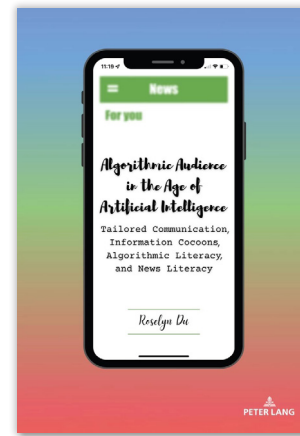 11:19
News
For you
Algorithmic Audience
in the Age of
Artificial Intelligence
Tailored Communication,
Information Cocoons,
Algorithmic Literacy,
and News Literacy
Roselyn Du
PETER LANG